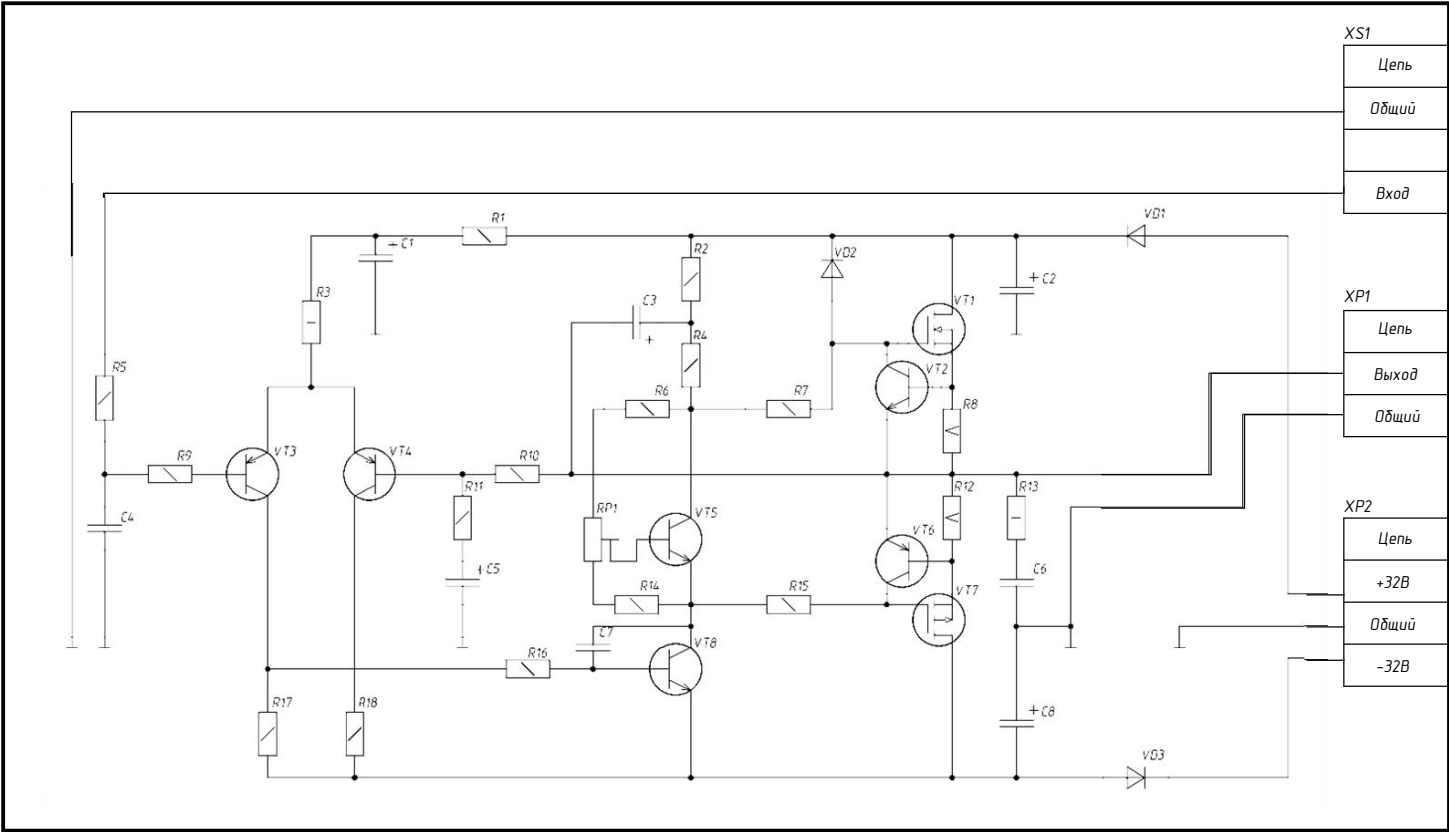 XS1
Цепь
Общий
Вход
R1
VD1
+ C1
R2
VD2
+ C2
R3
C3
+
VT1
XP1
Цепь
R4
R5
VT2
Выход
R6
R7
R8
Общий
R9
VT3
VT4
R10
R11
R12
R13
RP1
VT5
XP2
C4
VT6
Цепь
+ C5
C6
+32В
R14
R15
VT7
Общий
C7
VT8
R16
-32В
R17
R18
+ C8
VD3